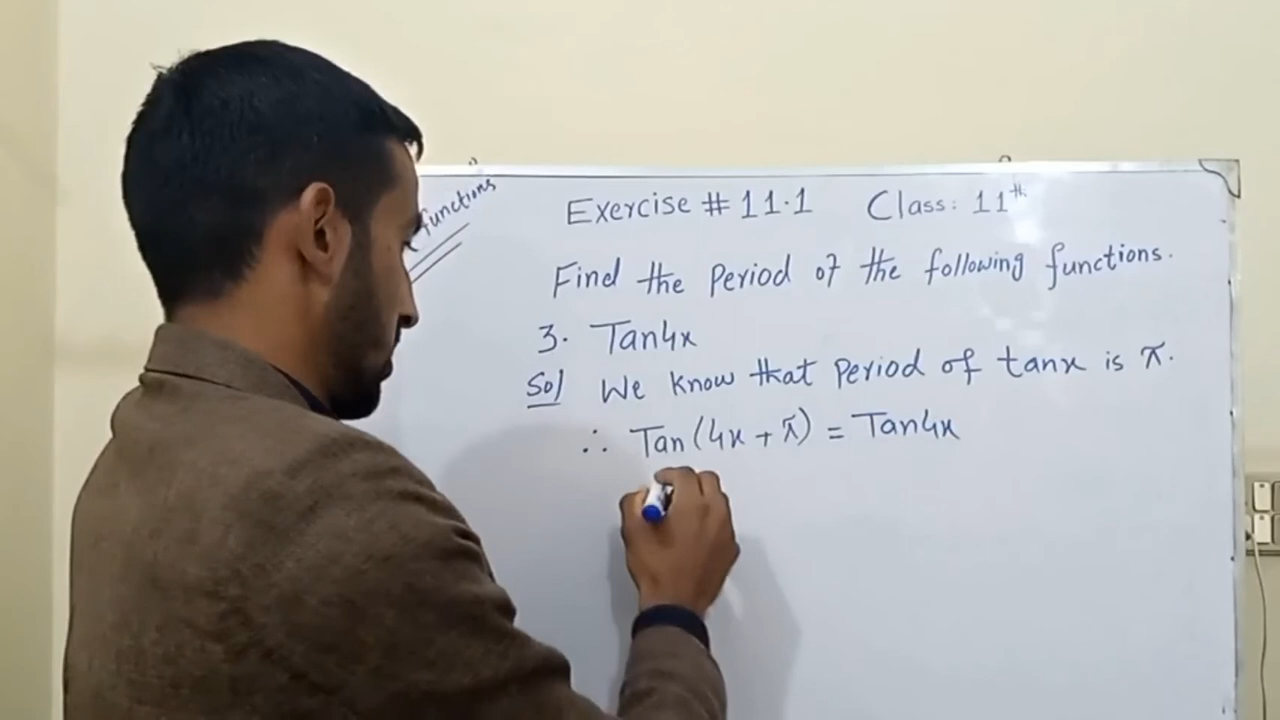 functions
Exercise # 11.1 Class: 11th
Find the Period of the following functions.
3. Tan4x
Sol We know that Period of tanx is π.
∴ Tan(4x + π) = Tan4x